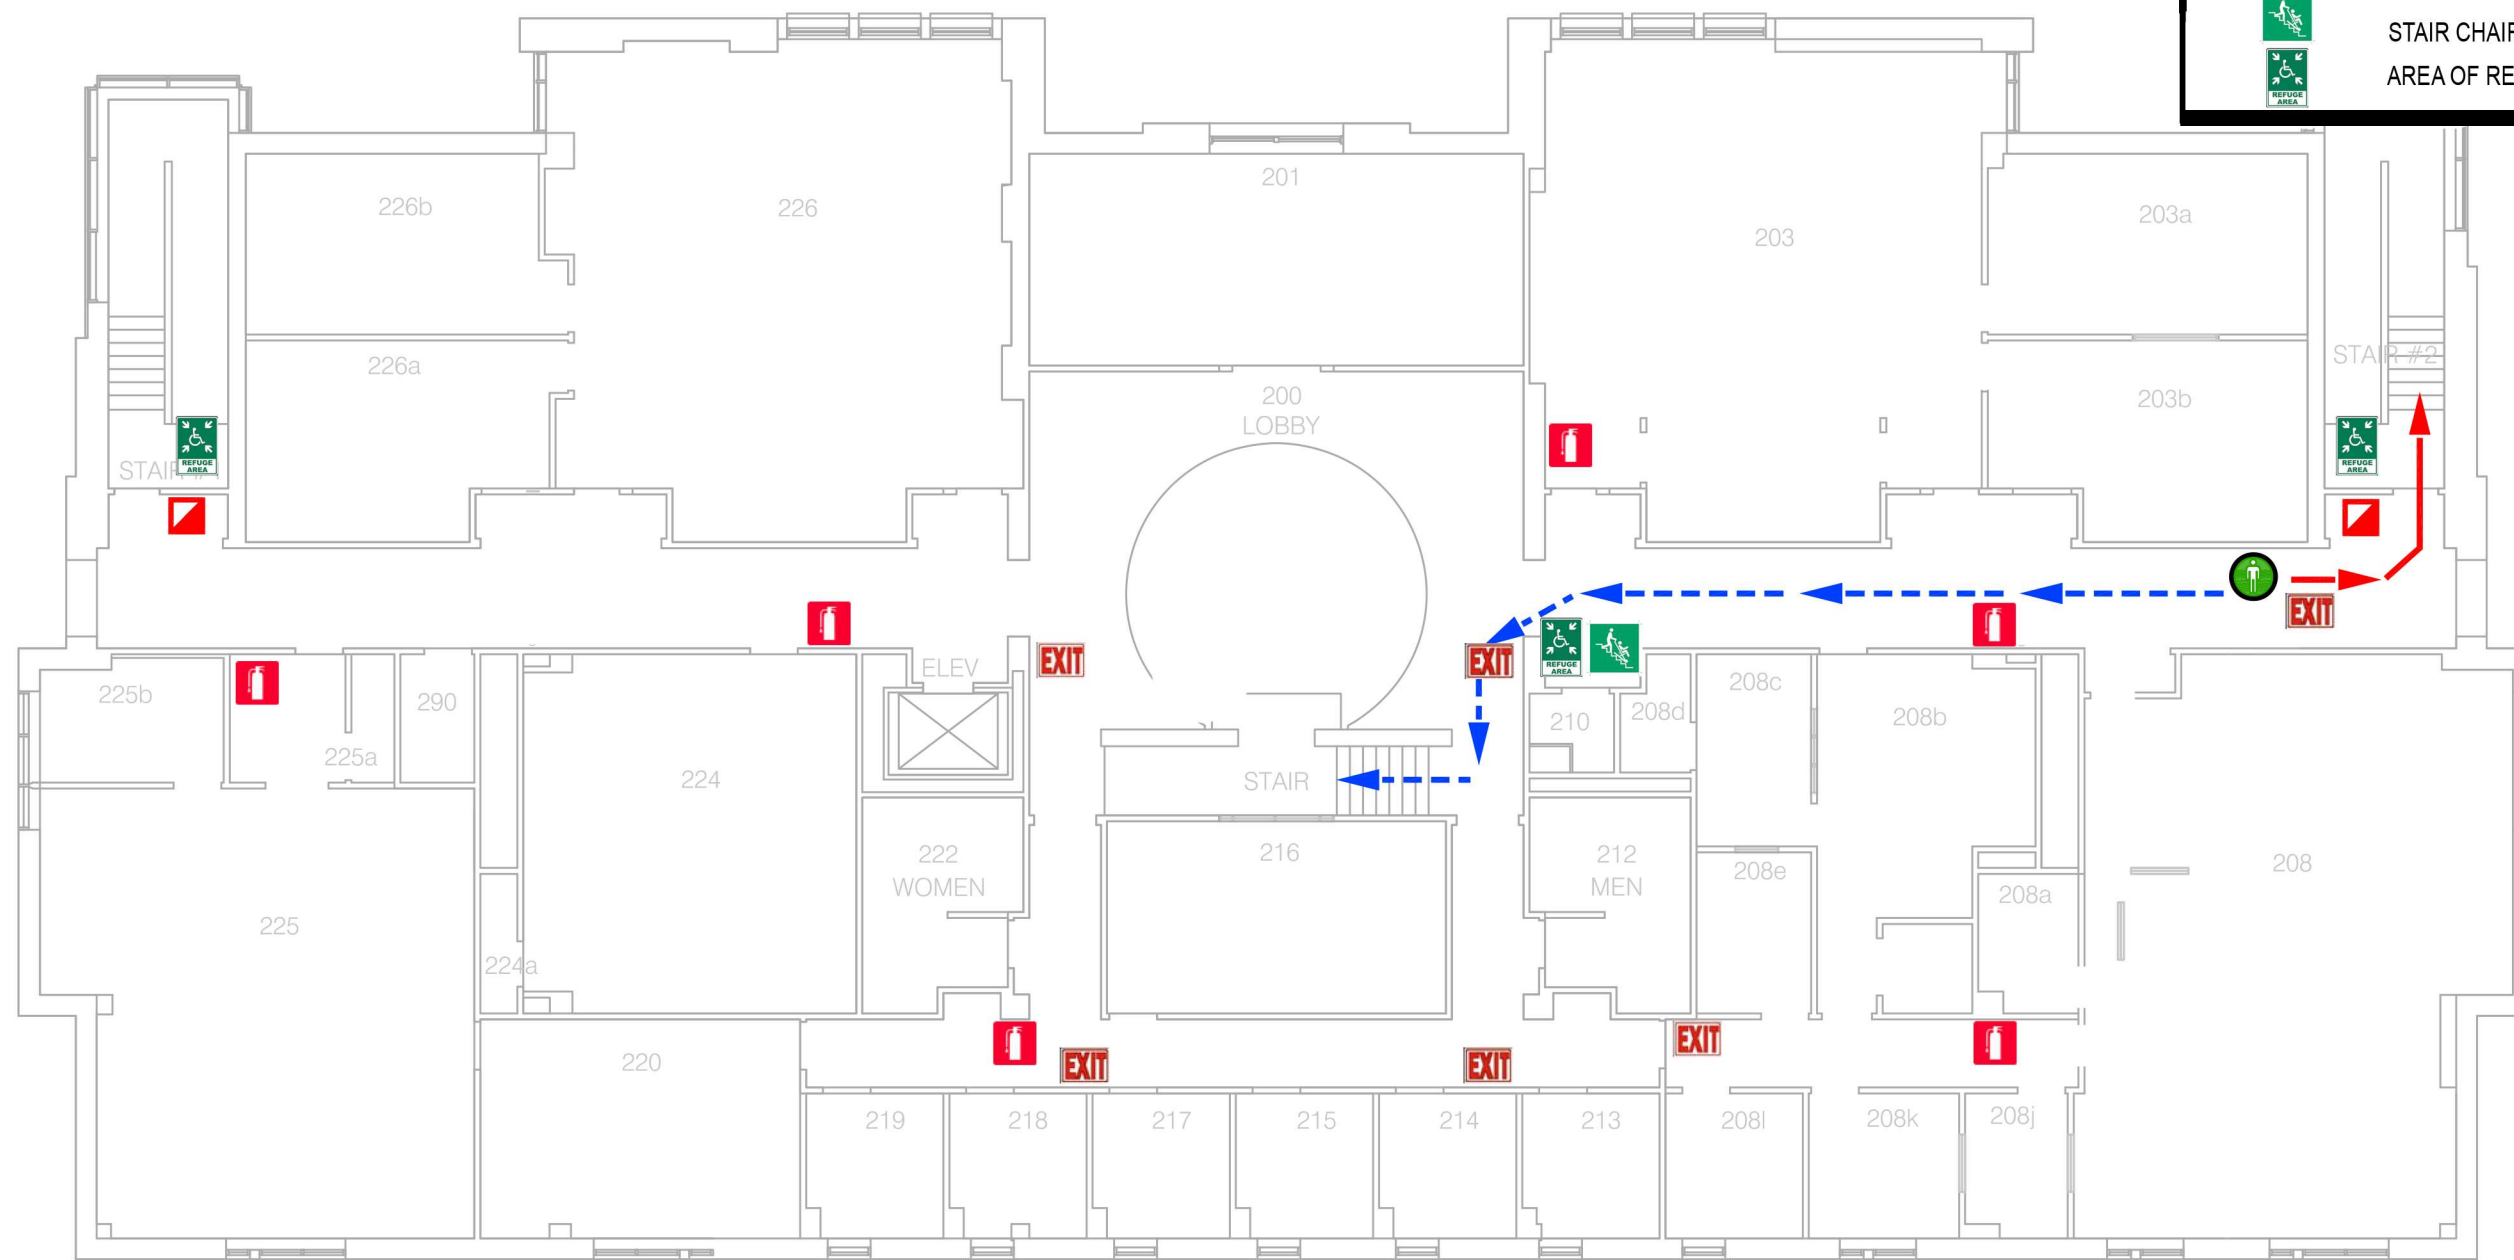 STAIR CHAIR
AREA OF RE
REFUGE
AREA
201
226b
226
203a
203
STAIR #2
226a
200
LOBBY
203b
REFUGE
AREA
STAIR
REFUGE
AREA
EXIT
EXIT
EXIT
REFUGE
AREA
ELEV
225b
290
225a
224
STAIR
210
208d
208c
208b
222
WOMEN
216
212
MEN
208e
208a
208
225
224a
EXIT
EXIT
EXIT
220
219
218
217
215
214
213
208l
208k
208j